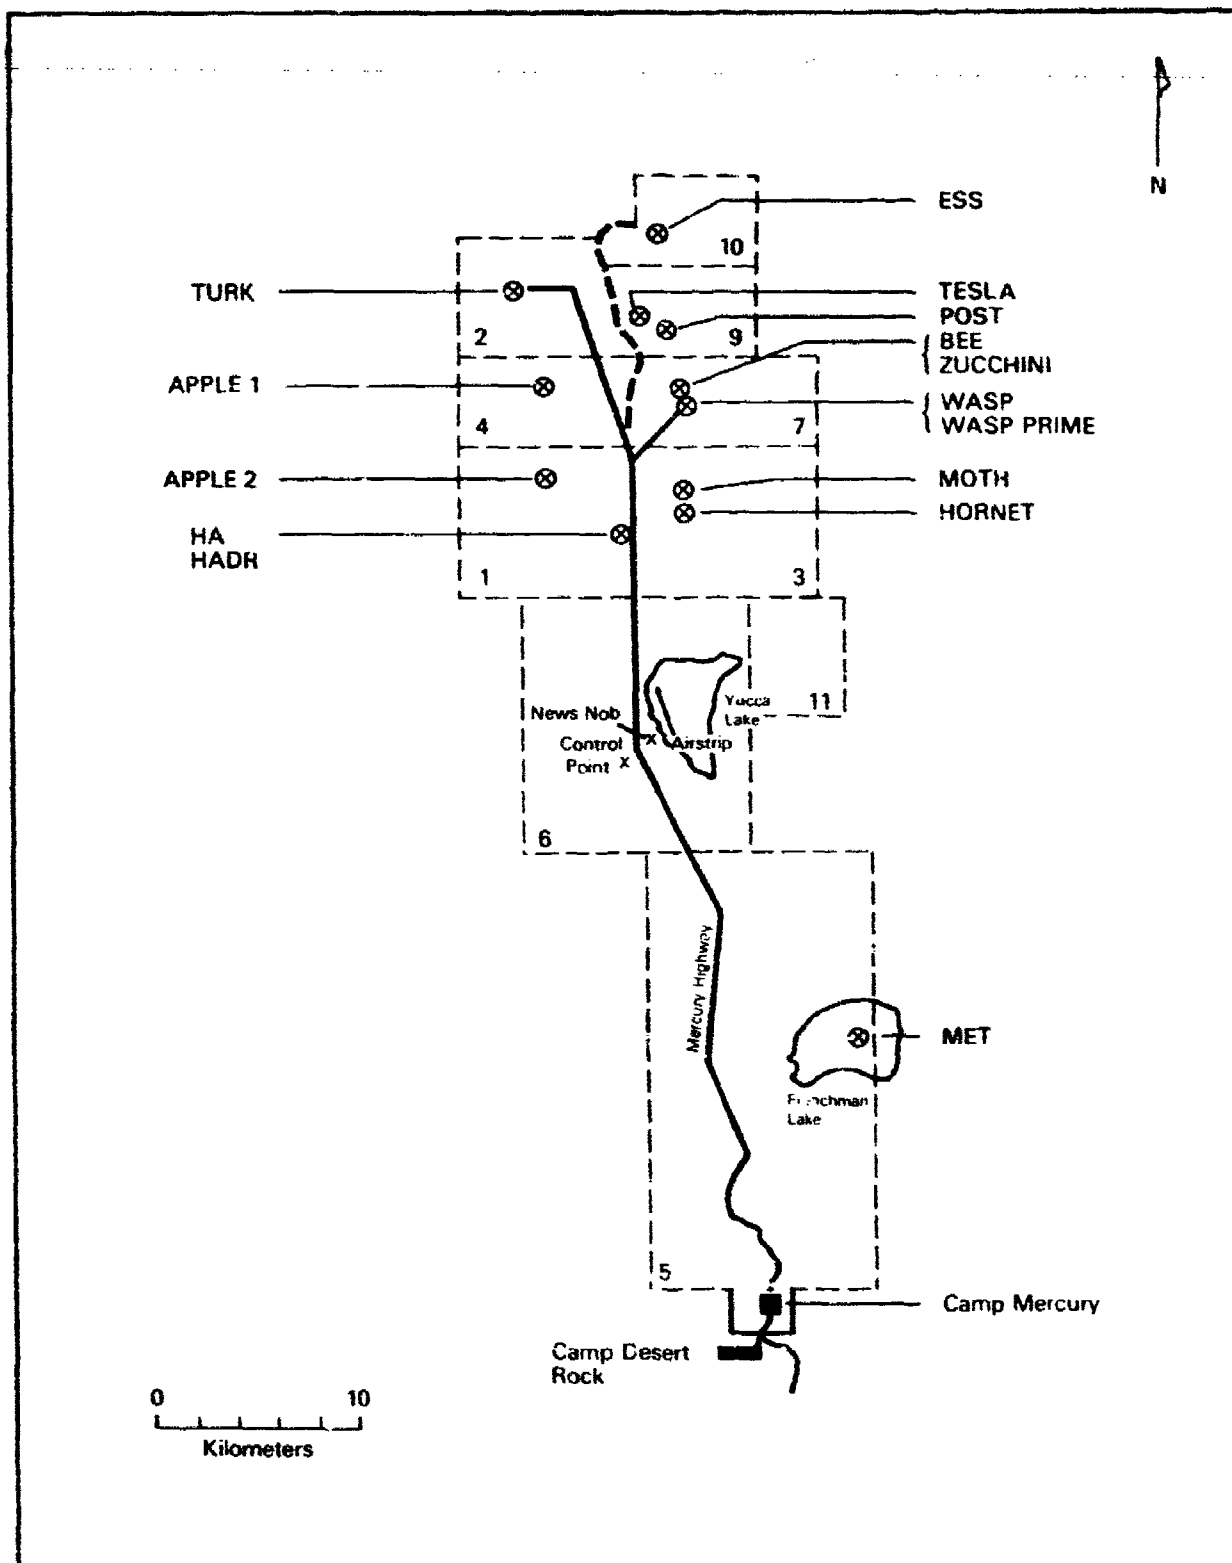 N
ESS
10
TURK
TESLA
POST
2
9
BEE
ZUCCHINI
APPLE 1
WASP
WASP PRIME
4
7
APPLE 2
MOTH
HORNET
HA
HADR
1
3
11
Yucca
Lake
News Nob
Airstrip
Control
Point
6
Mercury Highway
MET
Lake
5
Camp Mercury
Camp Desert
Rock
0 10
Kilometers